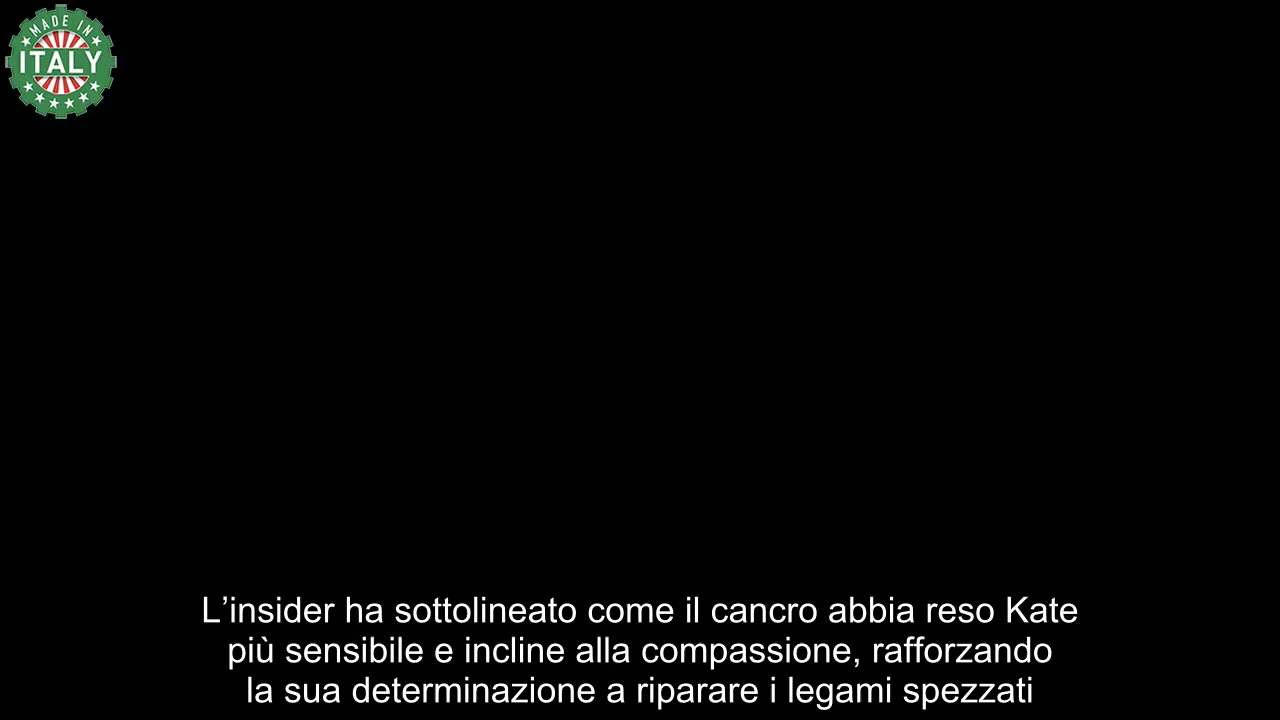 MADE IN
ITALY
L’insider ha sottolineato come il cancro abbia reso Kate
più sensibile e incline alla compassione, rafforzando
la sua determinazione a riparare i legami spezzati